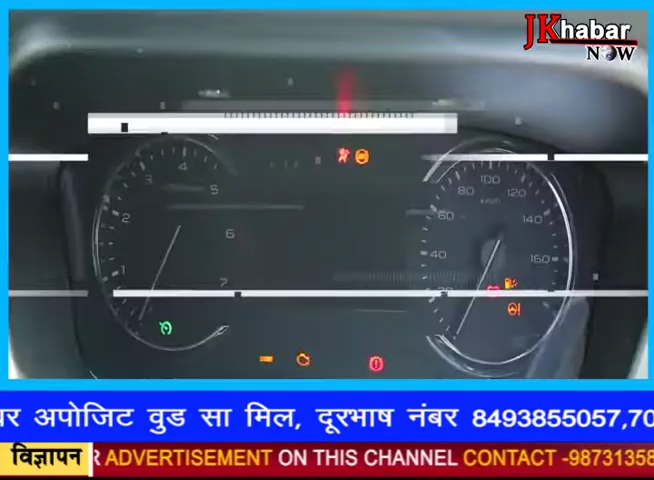 JKhabar
NOW
4
3
5
2
6
1
7
100
80
120
km/h
60
140
40
160
वर अपोजिट वुड सा मिल, दूरभाष नंबर 8493855057,70
विज्ञापन
R ADVERTISEMENT ON THIS CHANNEL CONTACT -98731358